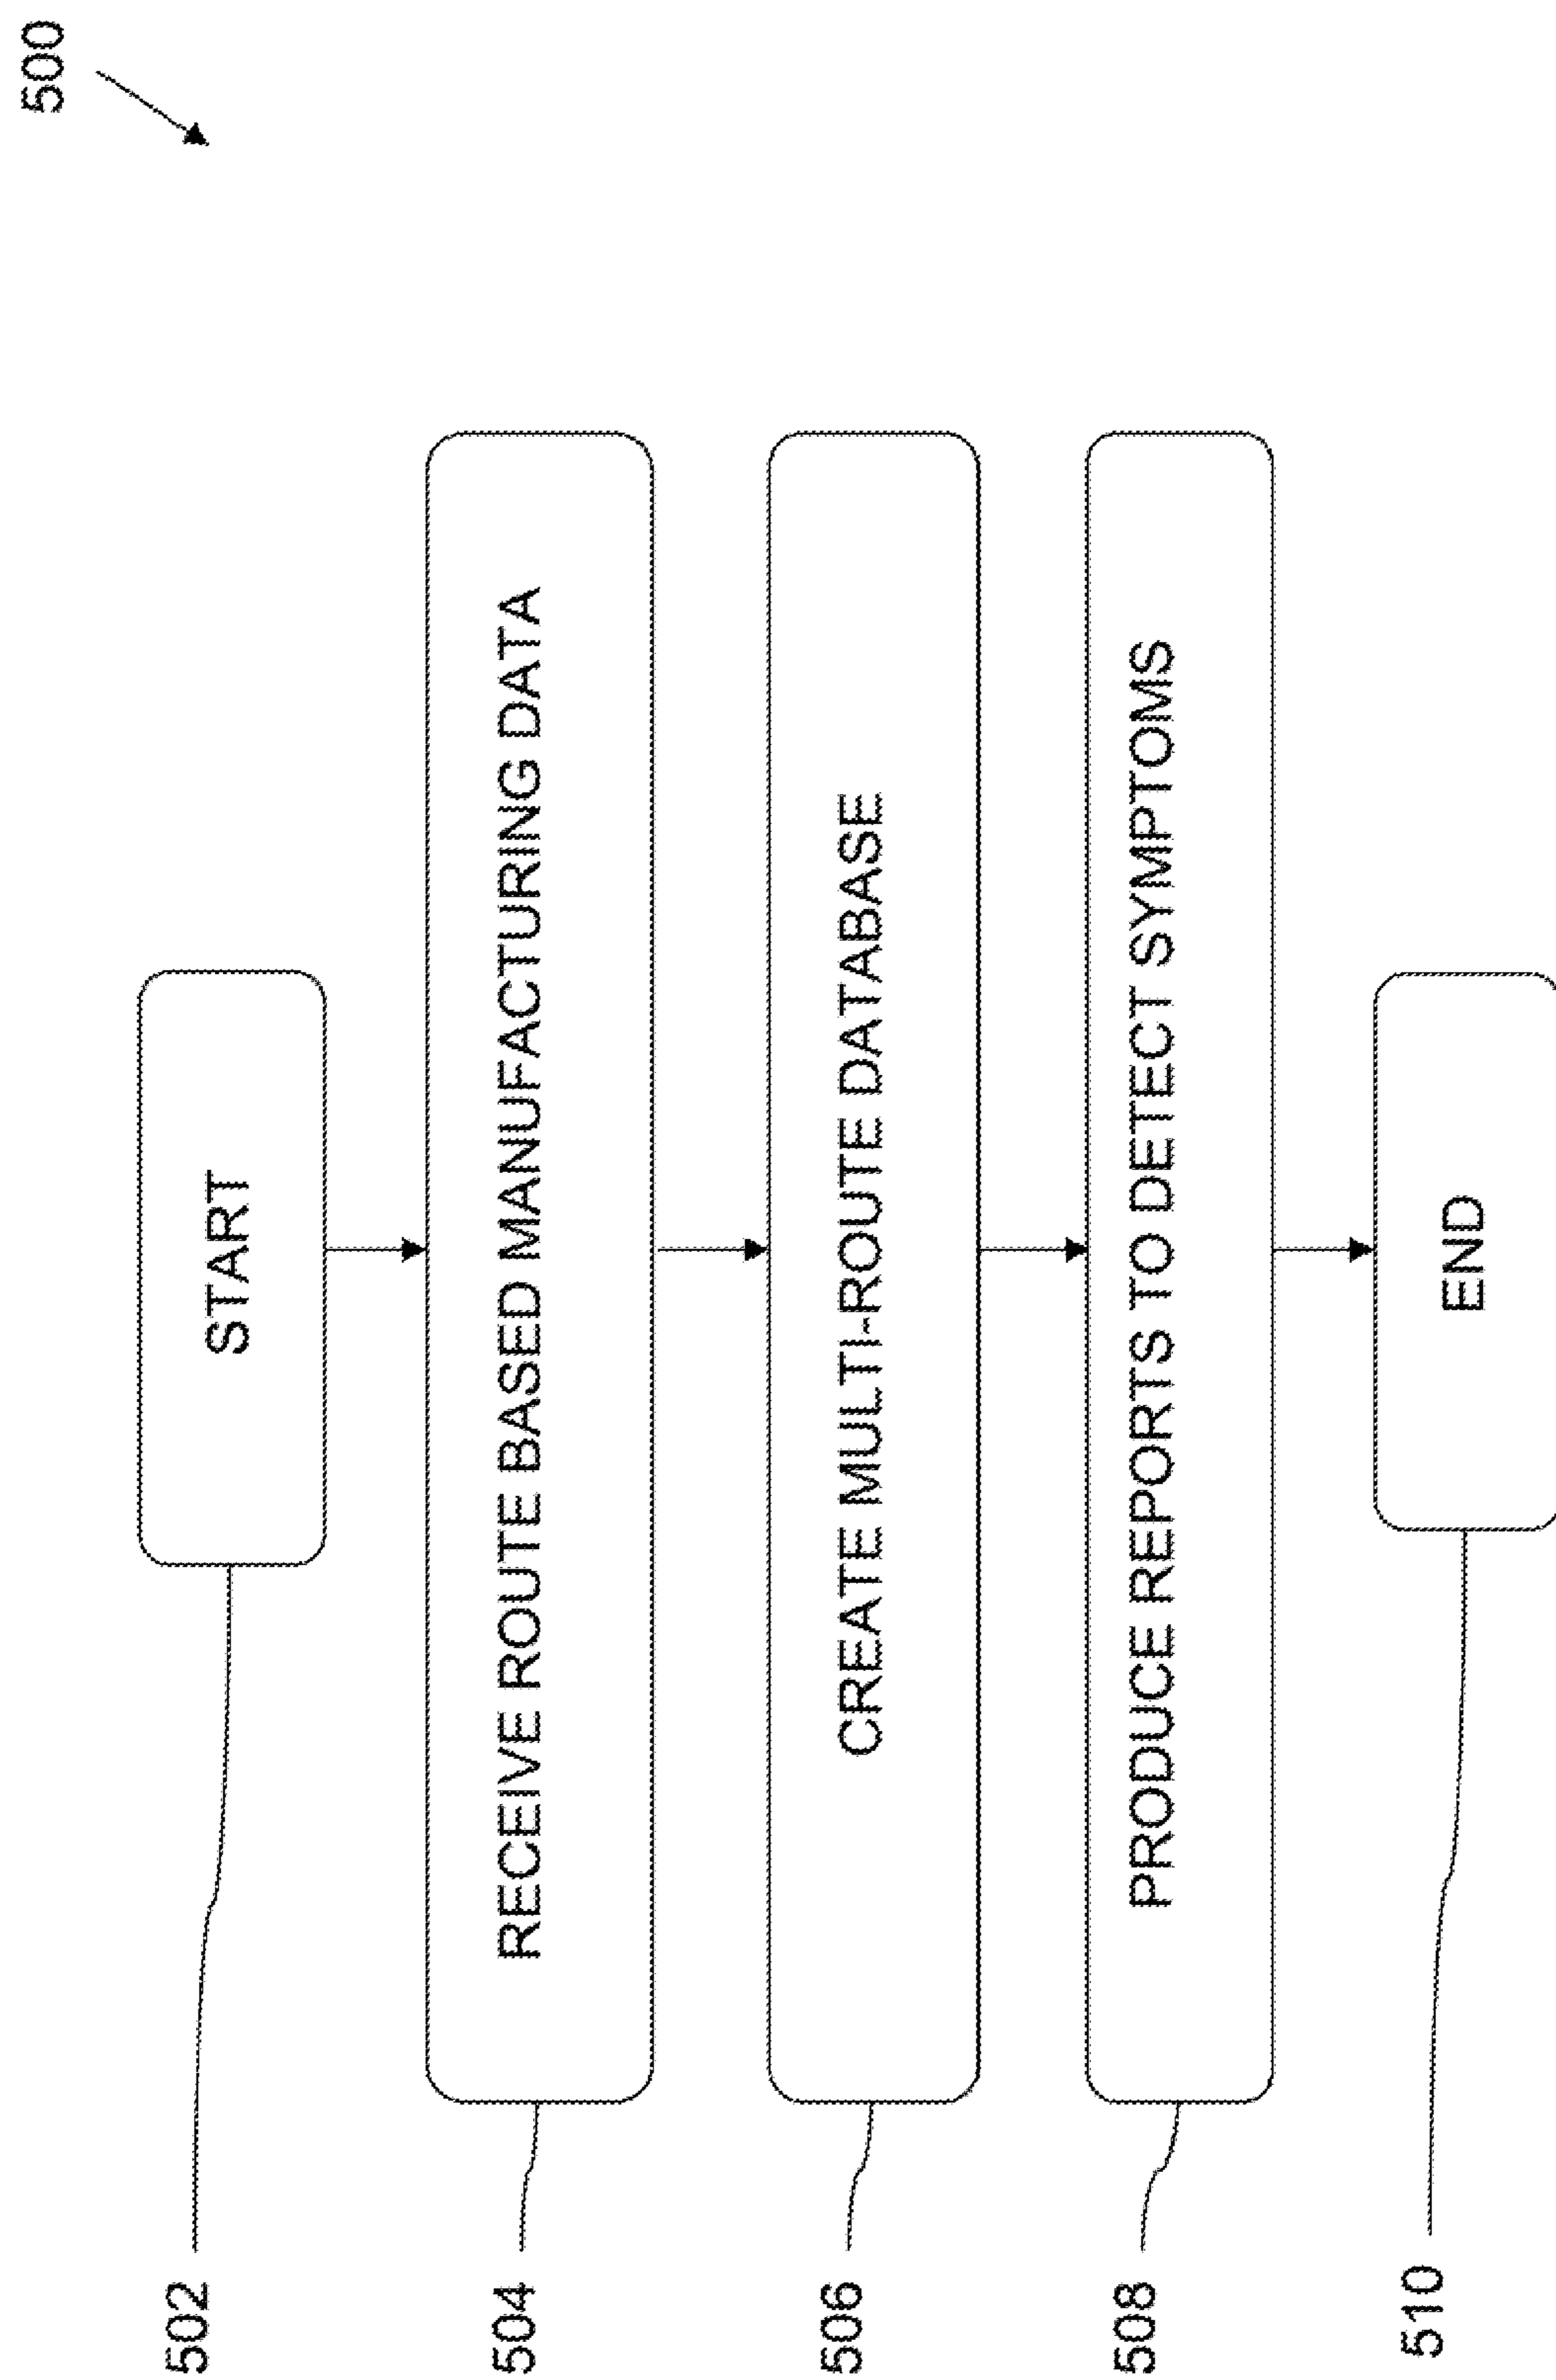 500
502
START
504
RECEIVE ROUTE BASED MANUFACTURING DATA
506
CREATE MULTI-ROUTE DATABASE
508
PRODUCE REPORTS TO DETECT SYMPTOMS
510
END